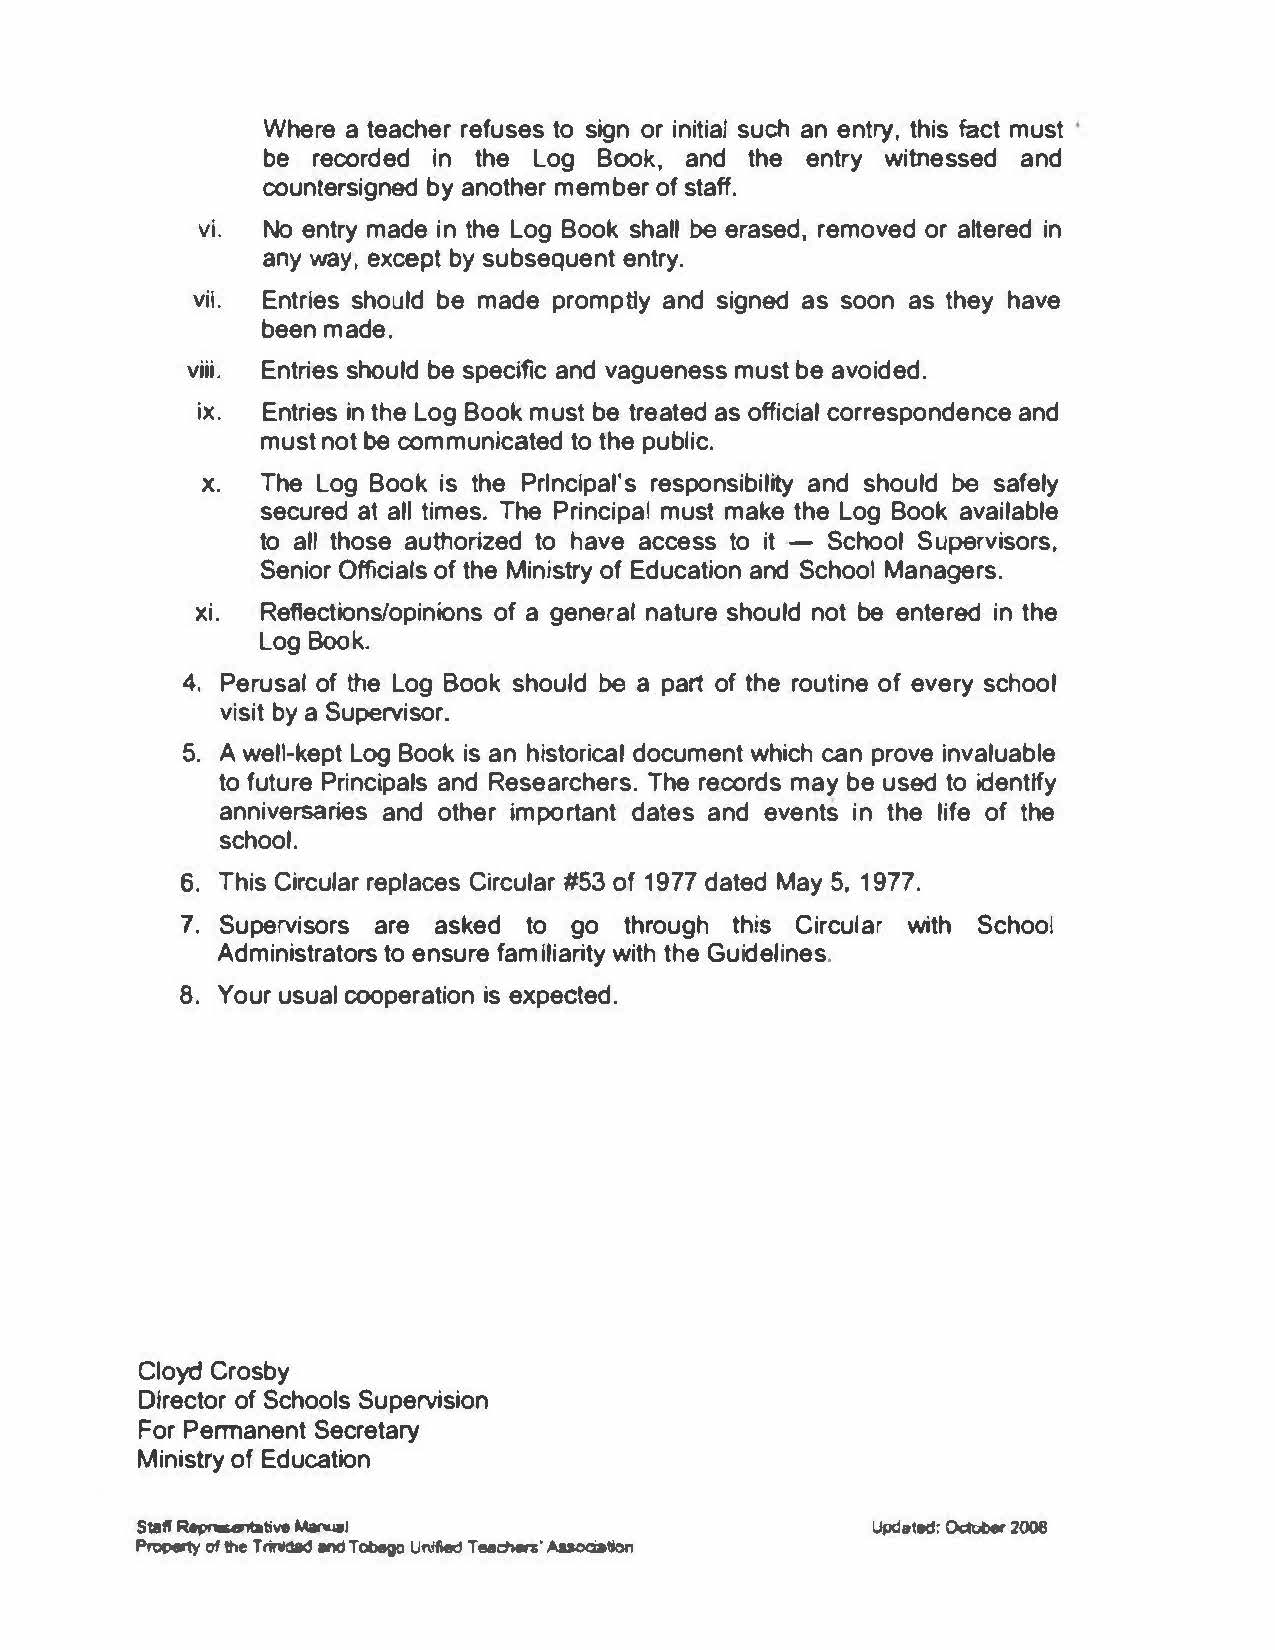 Where a teacher refuses to sign or initial such an entry, this fact must
be recorded in the Log Book, and the entry witnessed and
countersigned by another member of staff.
vi. No entry made in the Log Book shall be erased, removed or altered in
any way, except by subsequent entry.
vii. Entries should be made promptly and signed as soon as they have
been made.
viii. Entries should be specific and vagueness must be avoided.
ix. Entries in the Log Book must be treated as official correspondence and
must not be communicated to the public.
x. The Log Book is the Principal's responsibility and should be safely
secured at all times. The Principal must make the Log Book available
to all those authorized to have access to it — School Supervisors,
Senior Officials of the Ministry of Education and School Managers.
xi. Reflections/opinions of a general nature should not be entered in the
Log Book.
4. Perusal of the Log Book should be a part of the routine of every school
visit by a Supervisor.
5. A well-kept Log Book is an historical document which can prove invaluable
to future Principals and Researchers. The records may be used to identify
anniversaries and other important dates and events in the life of the
school.
6. This Circular replaces Circular #53 of 1977 dated May 5, 1977.
7. Supervisors are asked to go through this Circular with School
Administrators to ensure familiarity with the Guidelines.
8. Your usual cooperation is expected.
Cloyd Crosby
Director of Schools Supervision
For Permanent Secretary
Ministry of Education
Staff Representative Manual Updated: October 2008
Property of the Trinidad and Tobago Unified Teachers' Association